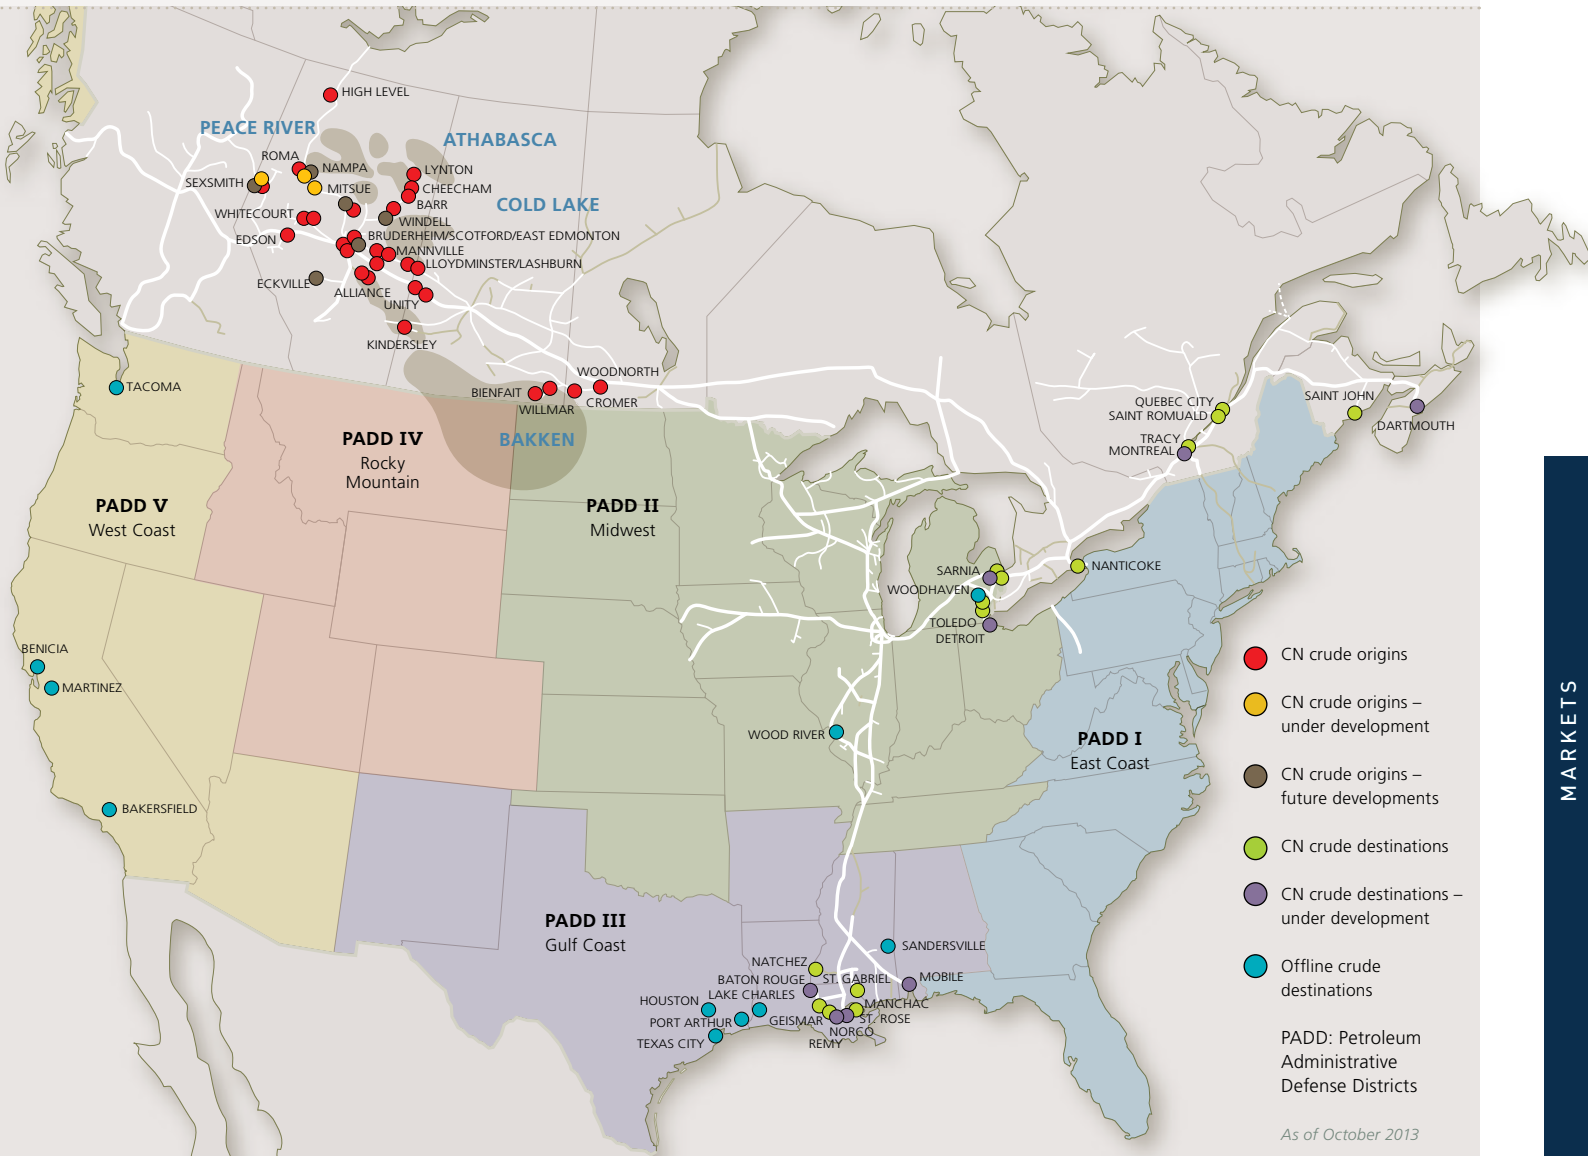 HIGH LEVEL
PEACE RIVER
ATHABASCA
ROMA
NAMPA
LYNTON
SEXSMITH
MITSUE
CHEECHAM
BARR
COLD LAKE
WHITECOURT
WINDELL
EDSON
BRUDERHEIM/SCOTFORD/EAST EDMONTON
MANNVILLE
LLOYDMINSTER/LASHBURN
ECKVILLE
ALLIANCE
UNITY
KINDERSLEY
WOODNORTH
BIENFAIT
CROMER
WILLMAR
BAKKEN
TACOMA
PADD IV
Rocky
Mountain
PADD V
West Coast
PADD II
Midwest
QUEBEC CITY
SAINT ROMUALD
TRACY
MONTREAL
SAINT JOHN
DARTMOUTH
SARNIA
NANTICOKE
WOODHAVEN
TOLEDO
DETROIT
BENICIA
MARTINEZ
BAKERSFIELD
WOOD RIVER
PADD I
East Coast
PADD III
Gulf Coast
SANDERSVILLE
NATCHEZ
BATON ROUGE
ST. GABRIEL
MOBILE
LAKE CHARLES
HOUSTON
MANCHAC
PORT ARTHUR
GEISMAR
ST. ROSE
NORCO
TEXAS CITY
REMY
CN crude origins
CN crude origins –
under development
CN crude origins –
future developments
CN crude destinations
CN crude destinations –
under development
Offline crude
destinations
PADD: Petroleum
Administrative
Defense Districts
As of October 2013
MARKETS